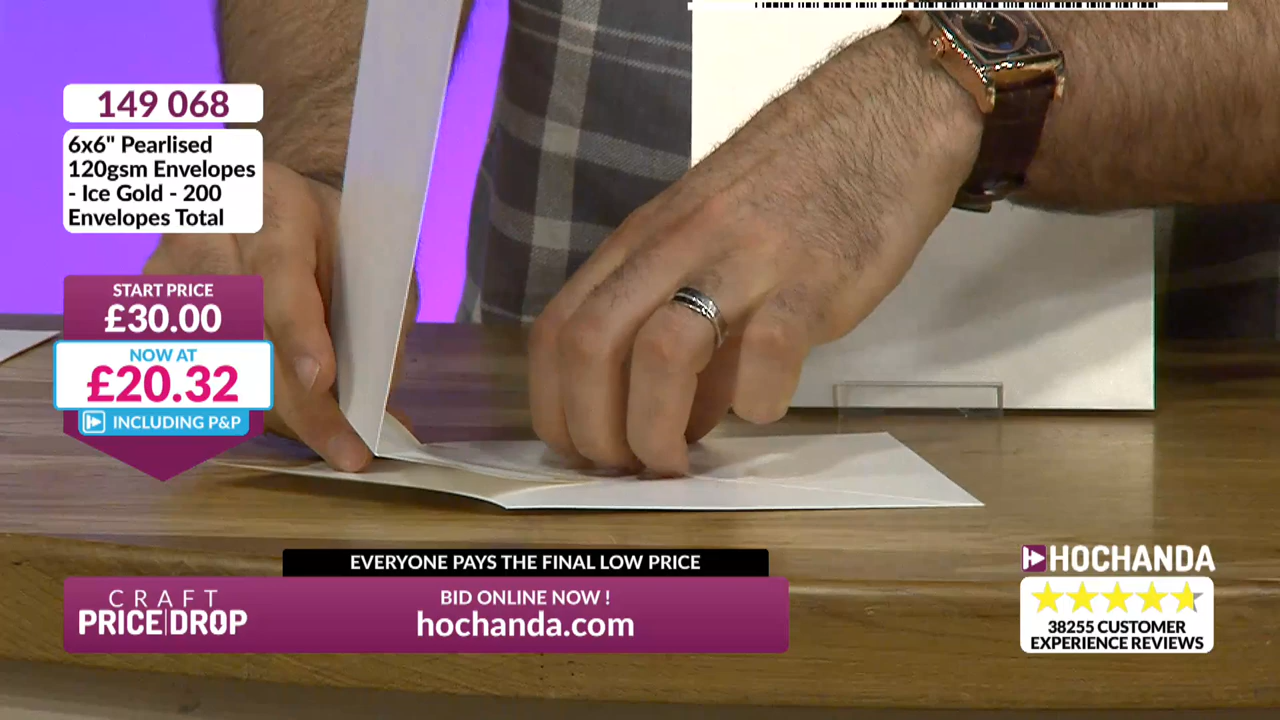 149 068
6x6" Pearlised
120gsm Envelopes
- Ice Gold - 200
Envelopes Total
START PRICE
£30.00
NOW AT
£20.32
INCLUDING P&P
EVERYONE PAYS THE FINAL LOW PRICE
CRAFT
PRICE DROP
BID ONLINE NOW !
hochanda.com
HOCHANDA
38255 CUSTOMER
EXPERIENCE REVIEWS